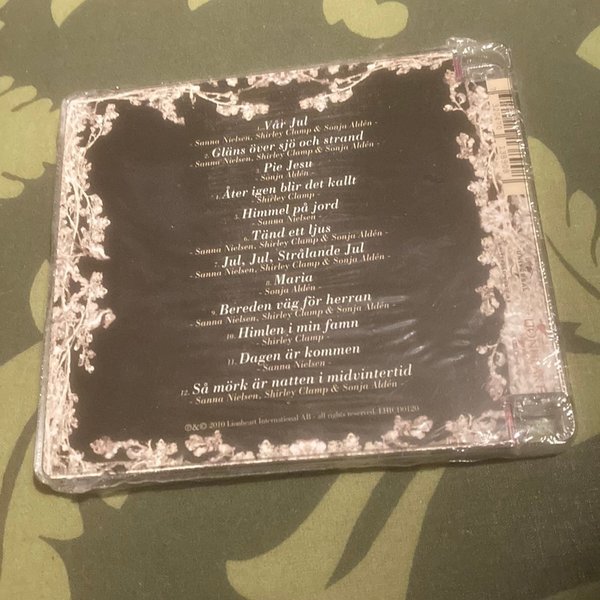 1. Vår Jul
- Sanna Nielsen, Shirley Clamp & Sonja Aldén -
2. Gläns över sjö och strand
- Sanna Nielsen, Shirley Clamp & Sonja Aldén -
3. Pie Jesu
- Sonja Aldén -
4. Åter igen blir det kallt
- Shirley Clamp -
5. Himmel på jord
- Sanna Nielsen -
6. Tänd ett ljus
- Sanna Nielsen, Shirley Clamp & Sonja Aldén -
7. Jul, Jul, Strålande Jul
- Sanna Nielsen, Shirley Clamp & Sonja Aldén -
8. Maria
- Sonja Aldén -
9. Bereden väg för herran
- Sanna Nielsen, Shirley Clamp & Sonja Aldén -
10. Himlen i min famn
- Shirley Clamp -
11. Dagen är kommen
- Sanna Nielsen -
12. Så mörk är natten i midvintertid
- Sanna Nielsen, Shirley Clamp & Sonja Aldén -
℗&© 2010 Lionheart International AB - all rights reserved. LHICD0120